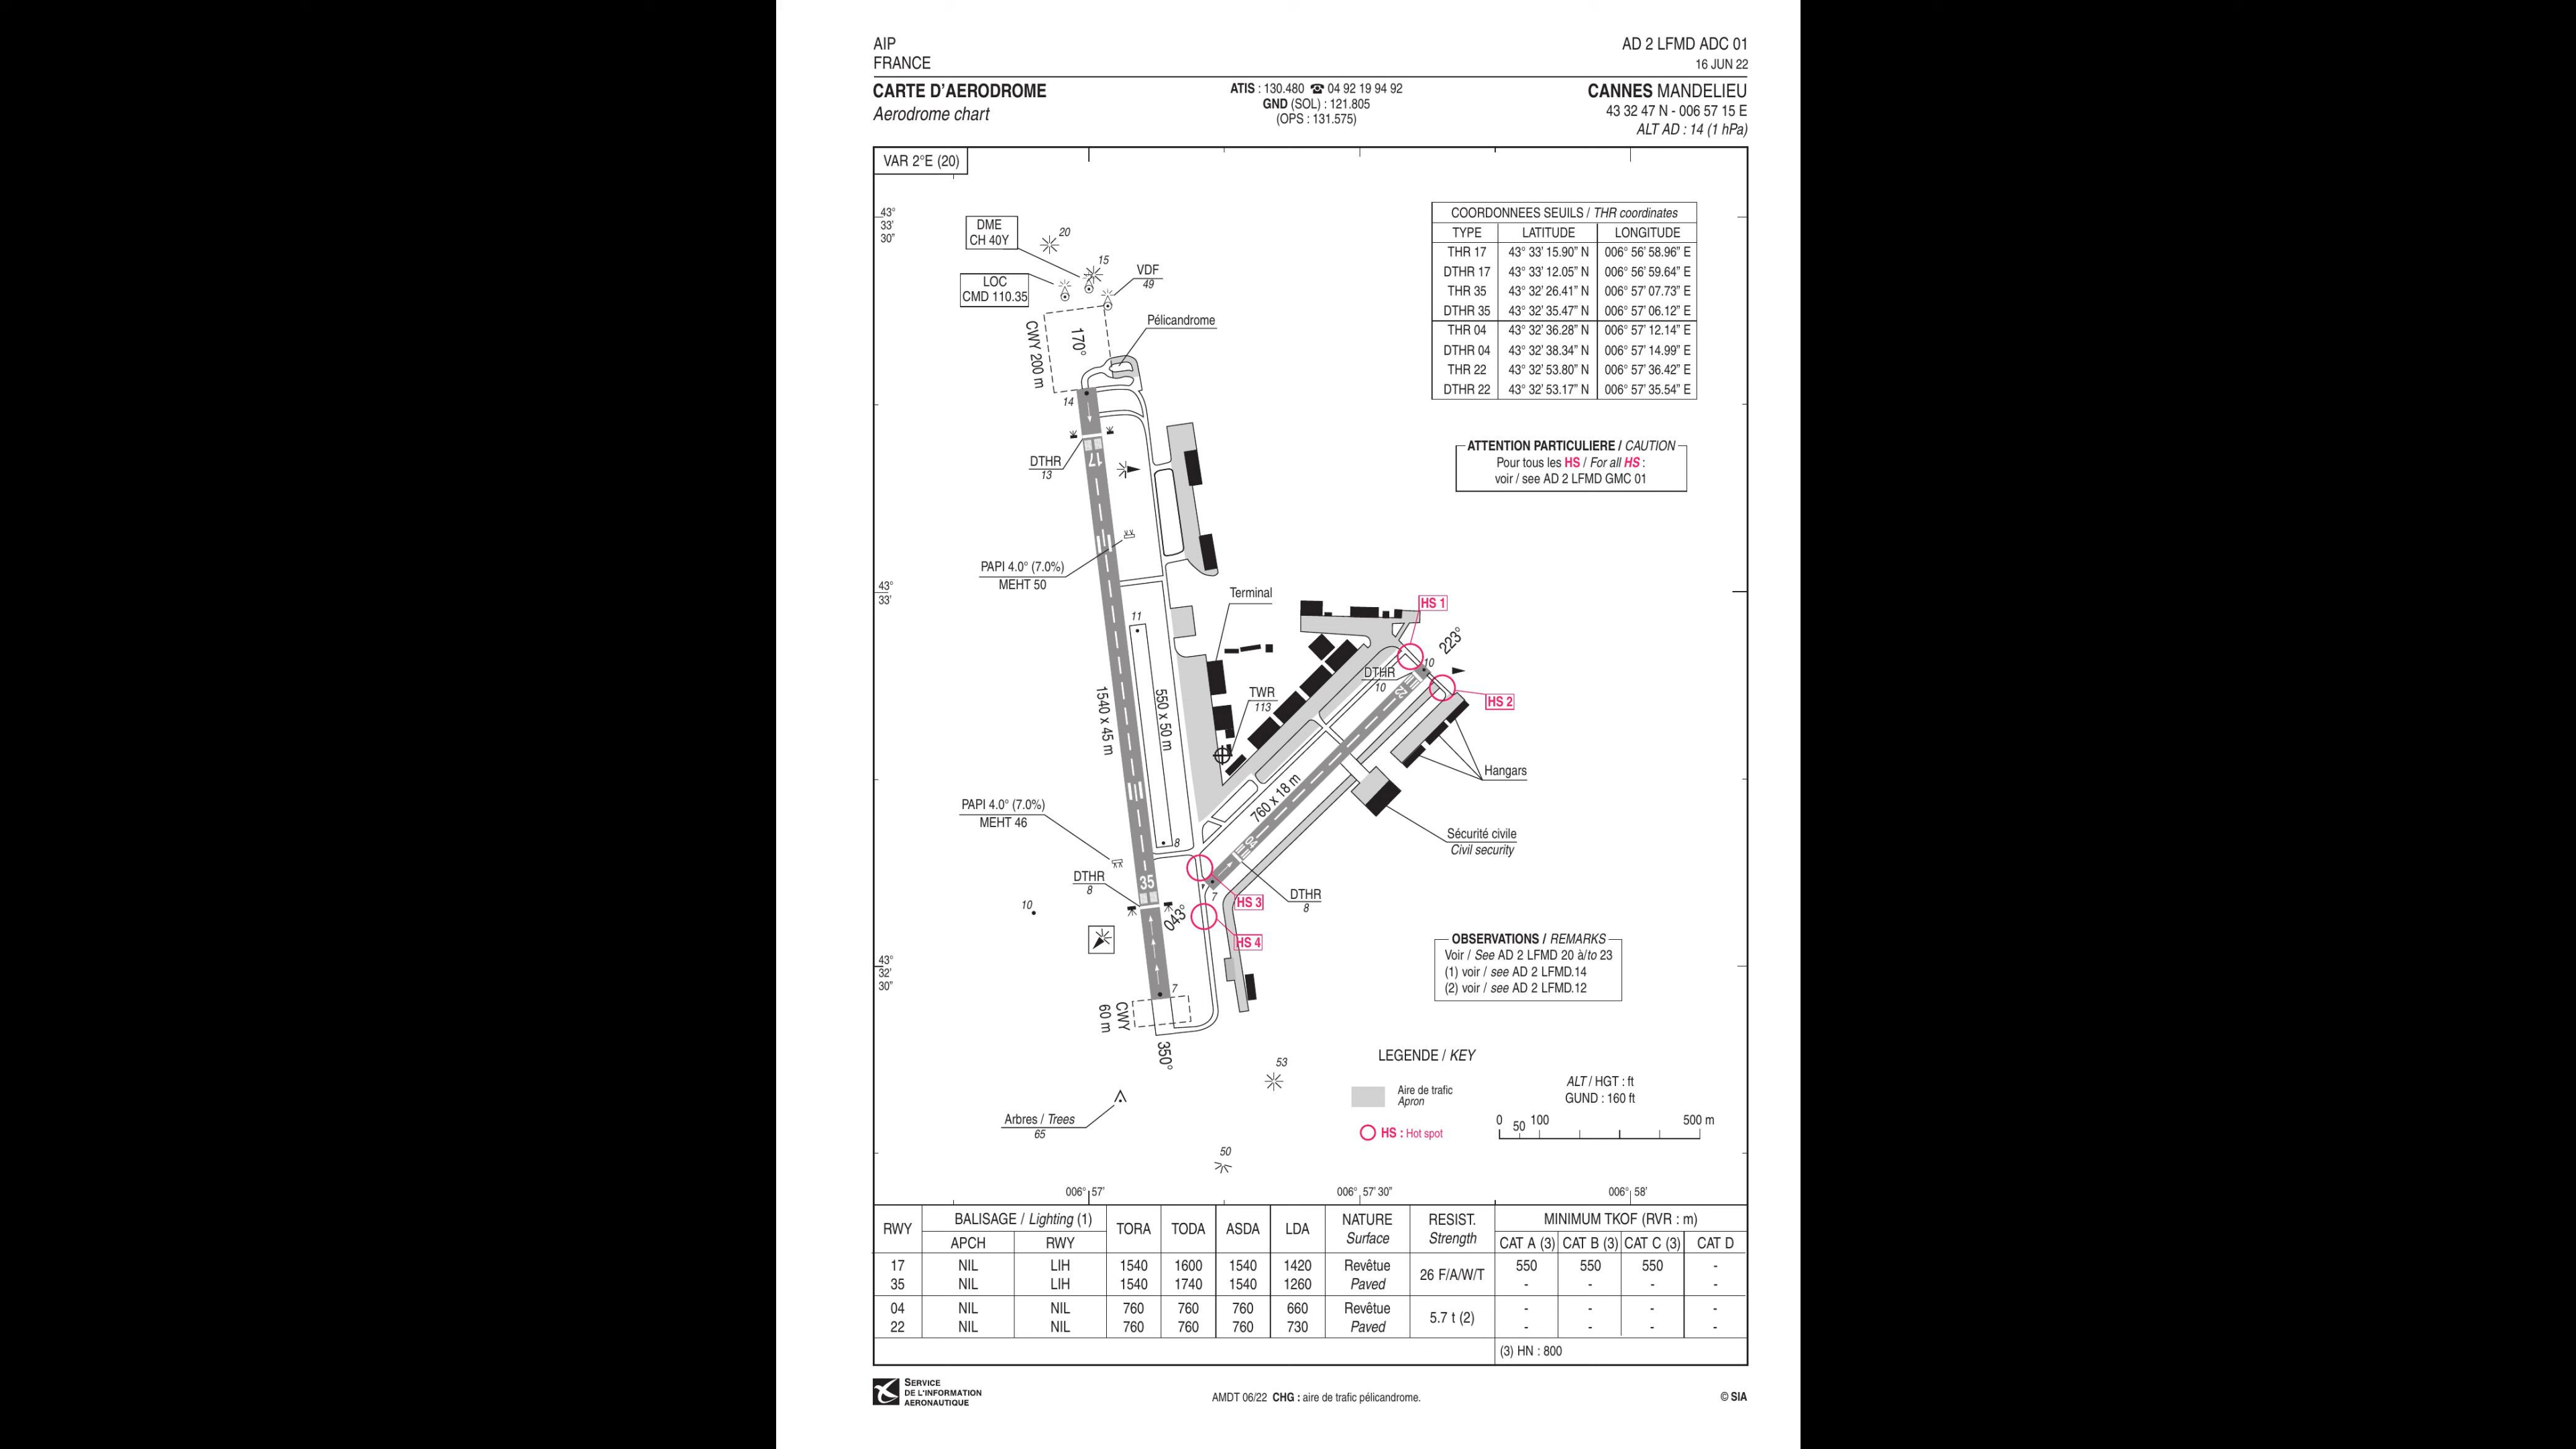 AIP
FRANCE
AD 2 LFMD ADC 01
16 JUN 22
CARTE D'AERODROME
Aerodrome chart
ATIS : 130.480 ☎ 04 92 19 94 92
GND (SOL) : 121.805
(OPS : 131.575)
CANNES MANDELIEU
43 32 47 N - 006 57 15 E
ALT AD : 14 (1 hPa)
VAR 2°E (20)
43°
33'
30"
DME
CH 40Y
20
15
LOC
CMD 110.35
VDF
49
Pélicandrome
CWY 200 m
170°
14
DTHR
13
17
PAPI 4.0° (7.0%)
MEHT 50
43°
33'
11
Terminal
1540 x 45 m
550 x 50 m
TWR
113
HS 1
223°
10
DTHR
10
22
HS 2
Hangars
760 x 18 m
PAPI 4.0° (7.0%)
MEHT 46
Sécurité civile
Civil security
8
04
DTHR
8
35
10
043°
7
HS 3
DTHR
8
HS 4
43°
32'
30"
7
CWY
60 m
350°
53
Arbres / Trees
65
50
COORDONNEES SEUILS / THR coordinates
TYPE LATITUDE LONGITUDE
THR 17 43° 33' 15.90" N 006° 56' 58.96" E
DTHR 17 43° 33' 12.05" N 006° 56' 59.64" E
THR 35 43° 32' 26.41" N 006° 57' 07.73" E
DTHR 35 43° 32' 35.47" N 006° 57' 06.12" E
THR 04 43° 32' 36.28" N 006° 57' 12.14" E
DTHR 04 43° 32' 38.34" N 006° 57' 14.99" E
THR 22 43° 32' 53.80" N 006° 57' 36.42" E
DTHR 22 43° 32' 53.17" N 006° 57' 35.54" E
ATTENTION PARTICULIERE / CAUTION
Pour tous les HS / For all HS :
voir / see AD 2 LFMD GMC 01
OBSERVATIONS / REMARKS
Voir / See AD 2 LFMD 20 à/to 23
(1) voir / see AD 2 LFMD.14
(2) voir / see AD 2 LFMD.12
LEGENDE / KEY
Aire de trafic
Apron
HS : Hot spot
ALT / HGT : ft
GUND : 160 ft
0 50 100 500 m
006° 57' 006° 57' 30" 006° 58'
RWY BALISAGE / Lighting (1) TORA TODA ASDA LDA NATURE Surface RESIST. Strength MINIMUM TKOF (RVR : m)
APCH RWY CAT A (3) CAT B (3) CAT C (3) CAT D
17 NIL LIH 1540 1600 1540 1420 Revêtue 26 F/A/W/T 550 550 550 -
35 NIL LIH 1540 1740 1540 1260 Paved - - - -
04 NIL NIL 760 760 760 660 Revêtue 5.7 t (2) - - - -
22 NIL NIL 760 760 760 730 Paved - - - -
(3) HN : 800
SERVICE
DE L'INFORMATION
AERONAUTIQUE
AMDT 06/22 CHG : aire de trafic pélicandrome.
© SIA